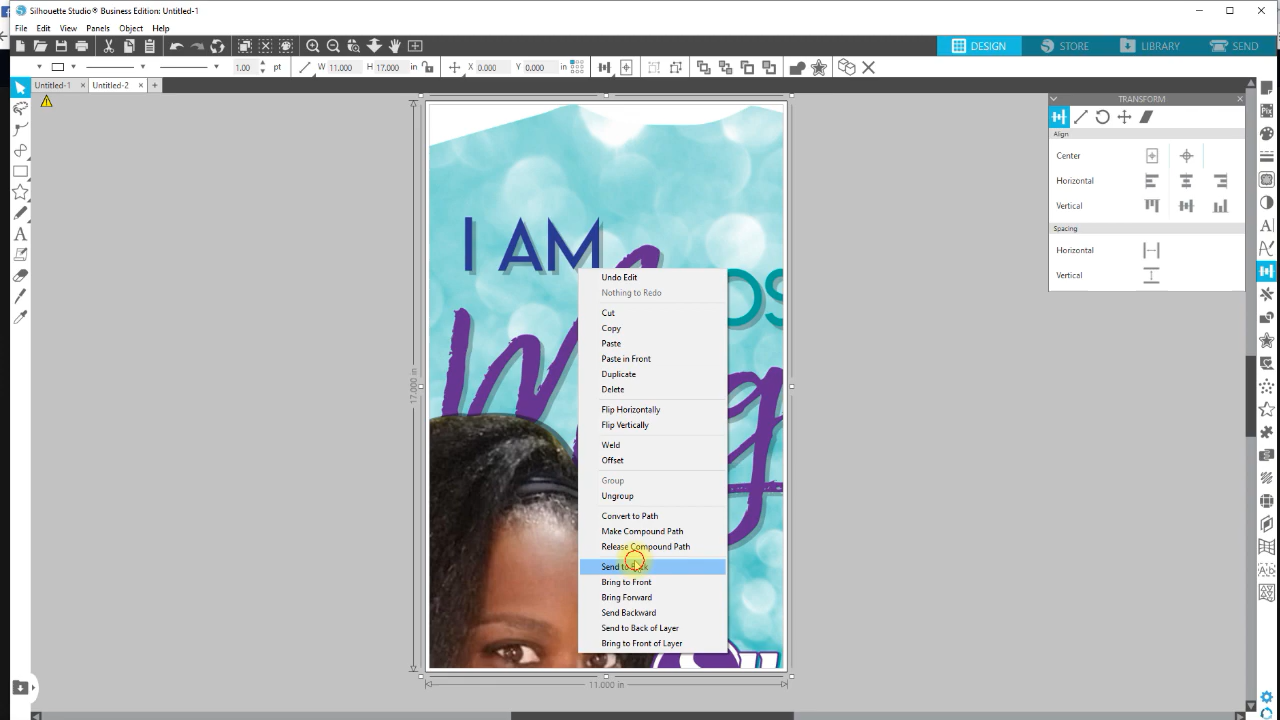 Silhouette Studio® Business Edition: Untitled-1
File Edit View Panels Object Help
DESIGN STORE LIBRARY SEND
1.00 pt W 11.000 H 17.000 in X 0.000 Y 0.000 in
Untitled-1 × Untitled-2 × +
TRANSFORM
Align
Center
Horizontal
Vertical
Spacing
Horizontal
Vertical
I AM
17.000 in
Undo Edit
Nothing to Redo
Cut
Copy
Paste
Paste in Front
Duplicate
Delete
Flip Horizontally
Flip Vertically
Weld
Offset
Group
Ungroup
Convert to Path
Make Compound Path
Release Compound Path
Send to Back
Bring to Front
Bring Forward
Send Backward
Send to Back of Layer
Bring to Front of Layer
11.000 in